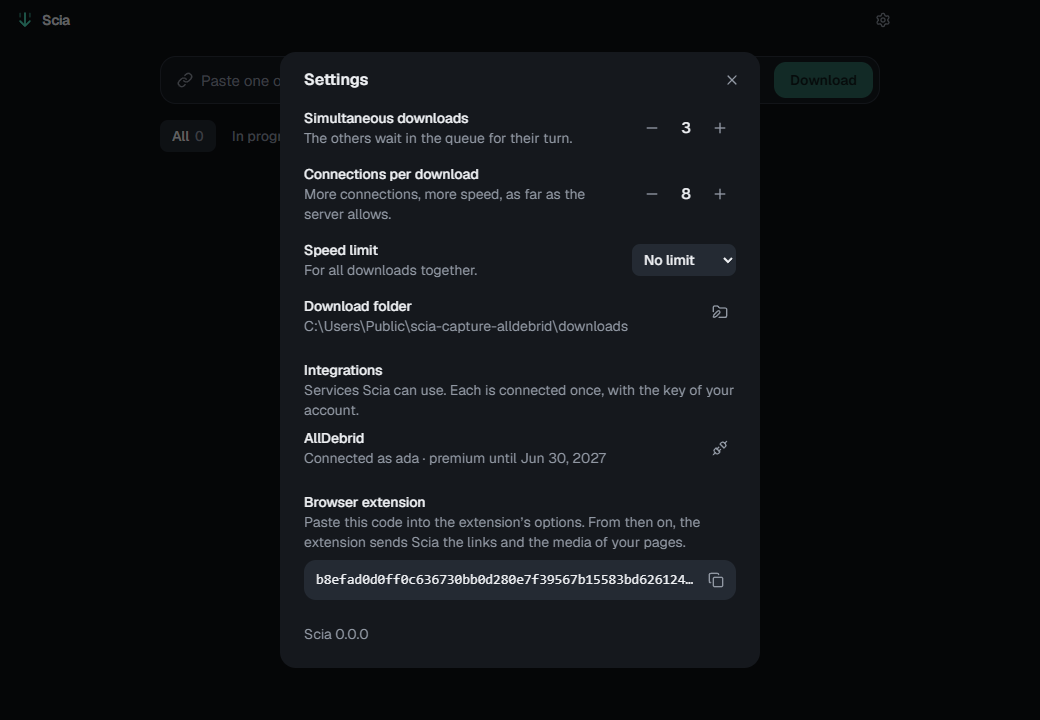 Scia
Paste one o
Download
All 0
In progr
Settings
Simultaneous downloads
The others wait in the queue for their turn.
3
Connections per download
More connections, more speed, as far as the
server allows.
8
Speed limit
For all downloads together.
No limit
Download folder
C:\Users\Public\scia-capture-alldebrid\downloads
Integrations
Services Scia can use. Each is connected once, with the key of your
account.
AllDebrid
Connected as ada · premium until Jun 30, 2027
Browser extension
Paste this code into the extension's options. From then on, the
extension sends Scia the links and the media of your pages.
b8efad0d0ff0c636730bb0d280e7f39567b15583bd626124…
Scia 0.0.0